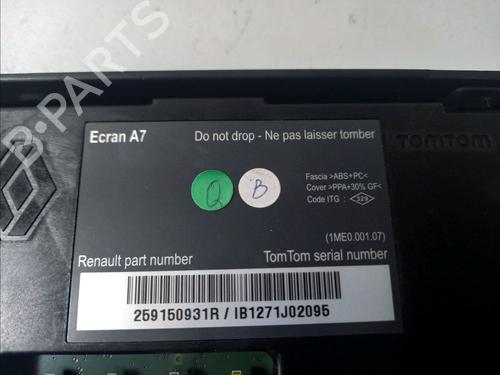 B-PARTS
Ecran A7
Do not drop - Ne pas laisser tomber
TOMTOM
Q
B
Fascia >ABS+PC<
Cover >PPA+30% GF<
Code ITG : 329
(1ME0.001.07)
Renault part number
TomTom serial number
259150931R / IB1271J02095